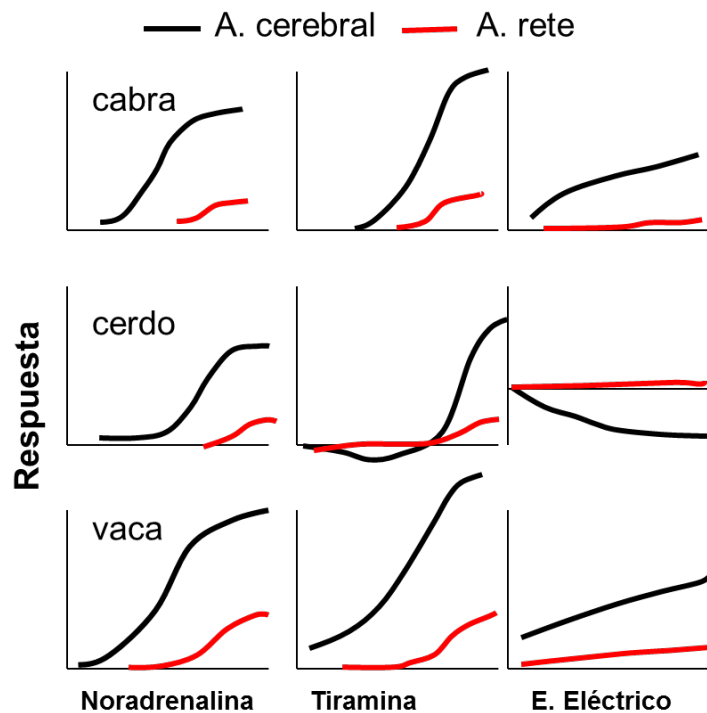 A. cerebral A. rete
cabra
cerdo
vaca
Respuesta
Noradrenalina Tiramina E. Eléctrico